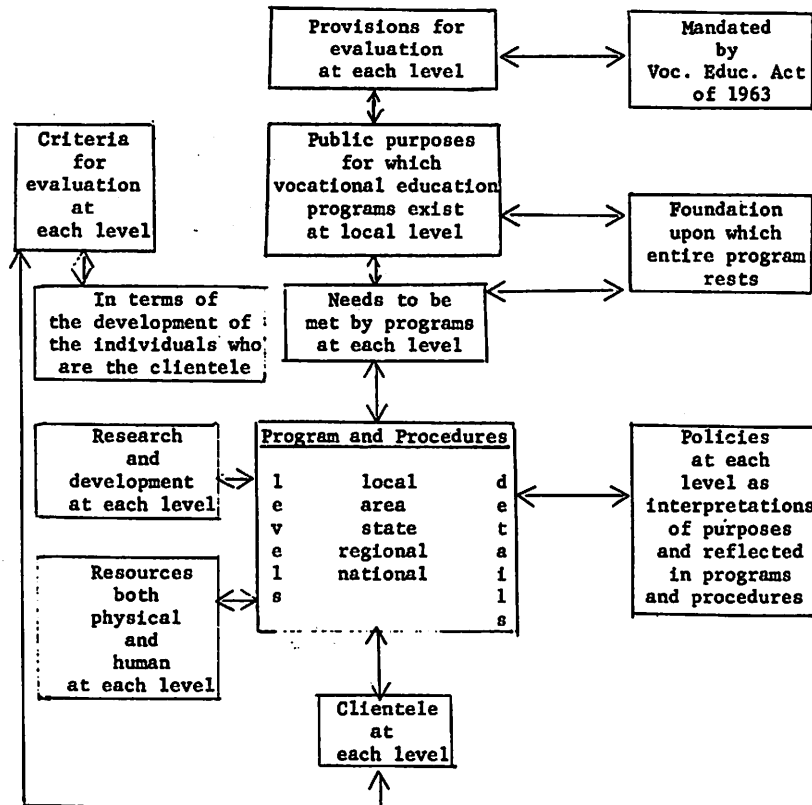 Provisions for
evaluation
at each level
Mandated
by
Voc. Educ. Act
of 1963
Criteria
for
evaluation
at
each level
Public purposes
for which
vocational education
programs exist
at local level
Foundation
upon which
entire program
rests
In terms of
the development of
the individuals who
are the clientele
Needs to be
met by programs
at each level
Research
and
development
at each level
Program and Procedures
l local d
e area e
v state t
e regional a
l national i
s l
s
Policies
at each
level as
interpretations
of purposes
and reflected
in programs
and procedures
Resources
both
physical
and
human
at each level
Clientele
at
each level